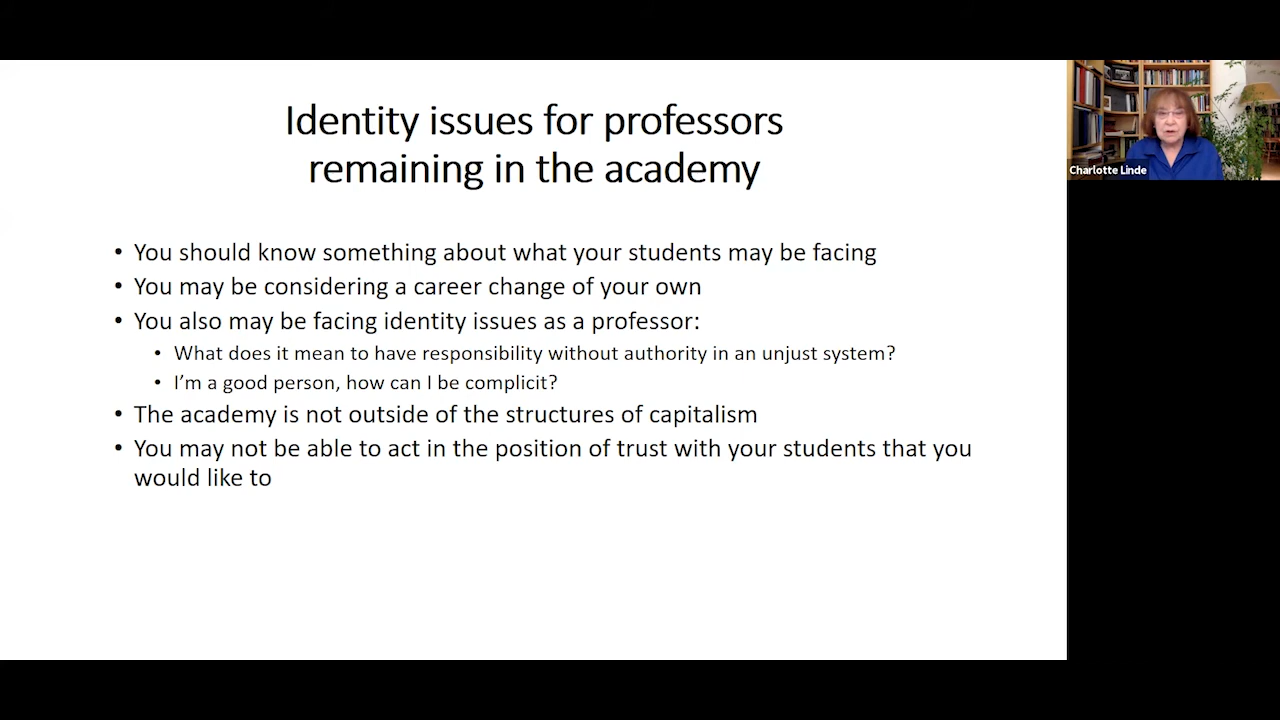 Identity issues for professors
remaining in the academy
• You should know something about what your students may be facing
• You may be considering a career change of your own
• You also may be facing identity issues as a professor:
• What does it mean to have responsibility without authority in an unjust system?
• I’m a good person, how can I be complicit?
• The academy is not outside of the structures of capitalism
• You may not be able to act in the position of trust with your students that you
would like to
Charlotte Linde